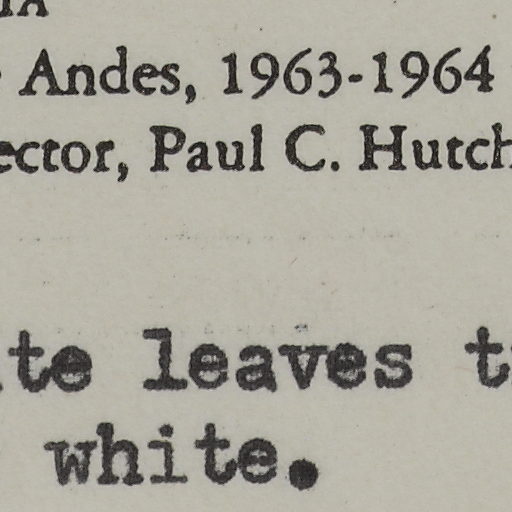 Andes, 1963-1964
ector, Paul C. Hutch
te leaves t
white.